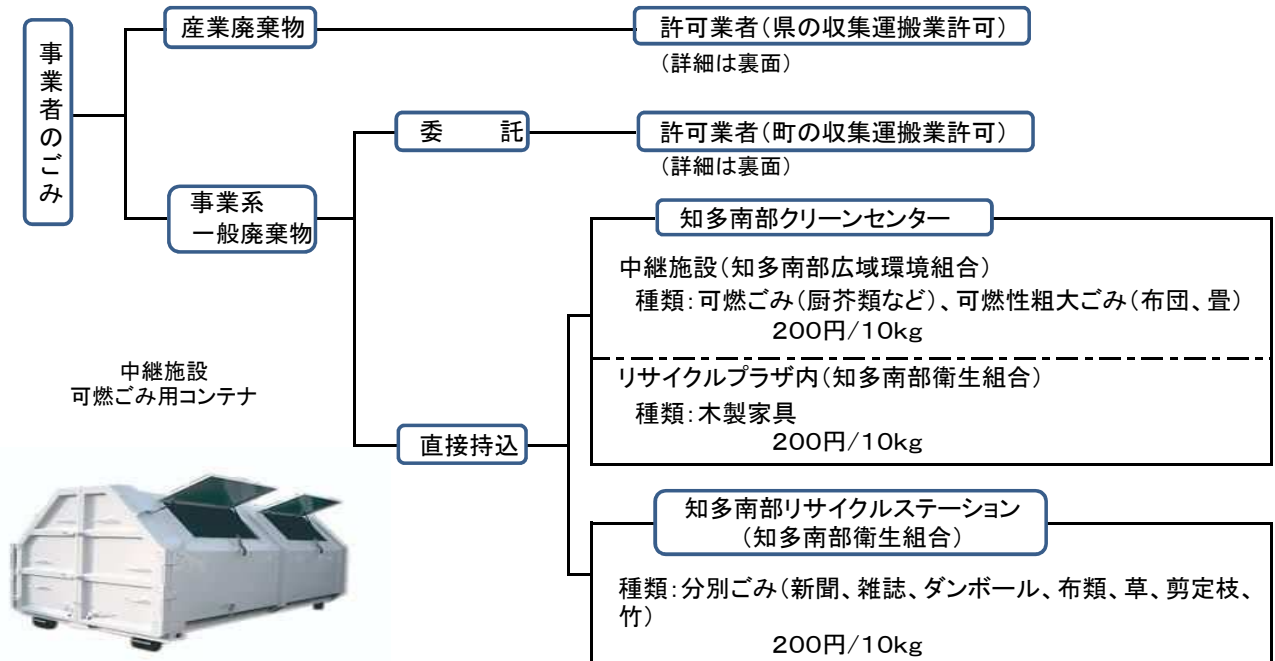 事業者のごみ
産業廃棄物
許可業者(県の収集運搬業許可)
(詳細は裏面)
委　託
許可業者(町の収集運搬業許可)
(詳細は裏面)
事業系
一般廃棄物
知多南部クリーンセンター
中継施設(知多南部広域環境組合)
種類:可燃ごみ(厨芥類など)、可燃性粗大ごみ(布団、畳)
200円/10kg
リサイクルプラザ内(知多南部衛生組合)
種類:木製家具
200円/10kg
中継施設
可燃ごみ用コンテナ
直接持込
知多南部リサイクルステーション
(知多南部衛生組合)
種類:分別ごみ(新聞、雑誌、ダンボール、布類、草、剪定枝、
竹)
200円/10kg